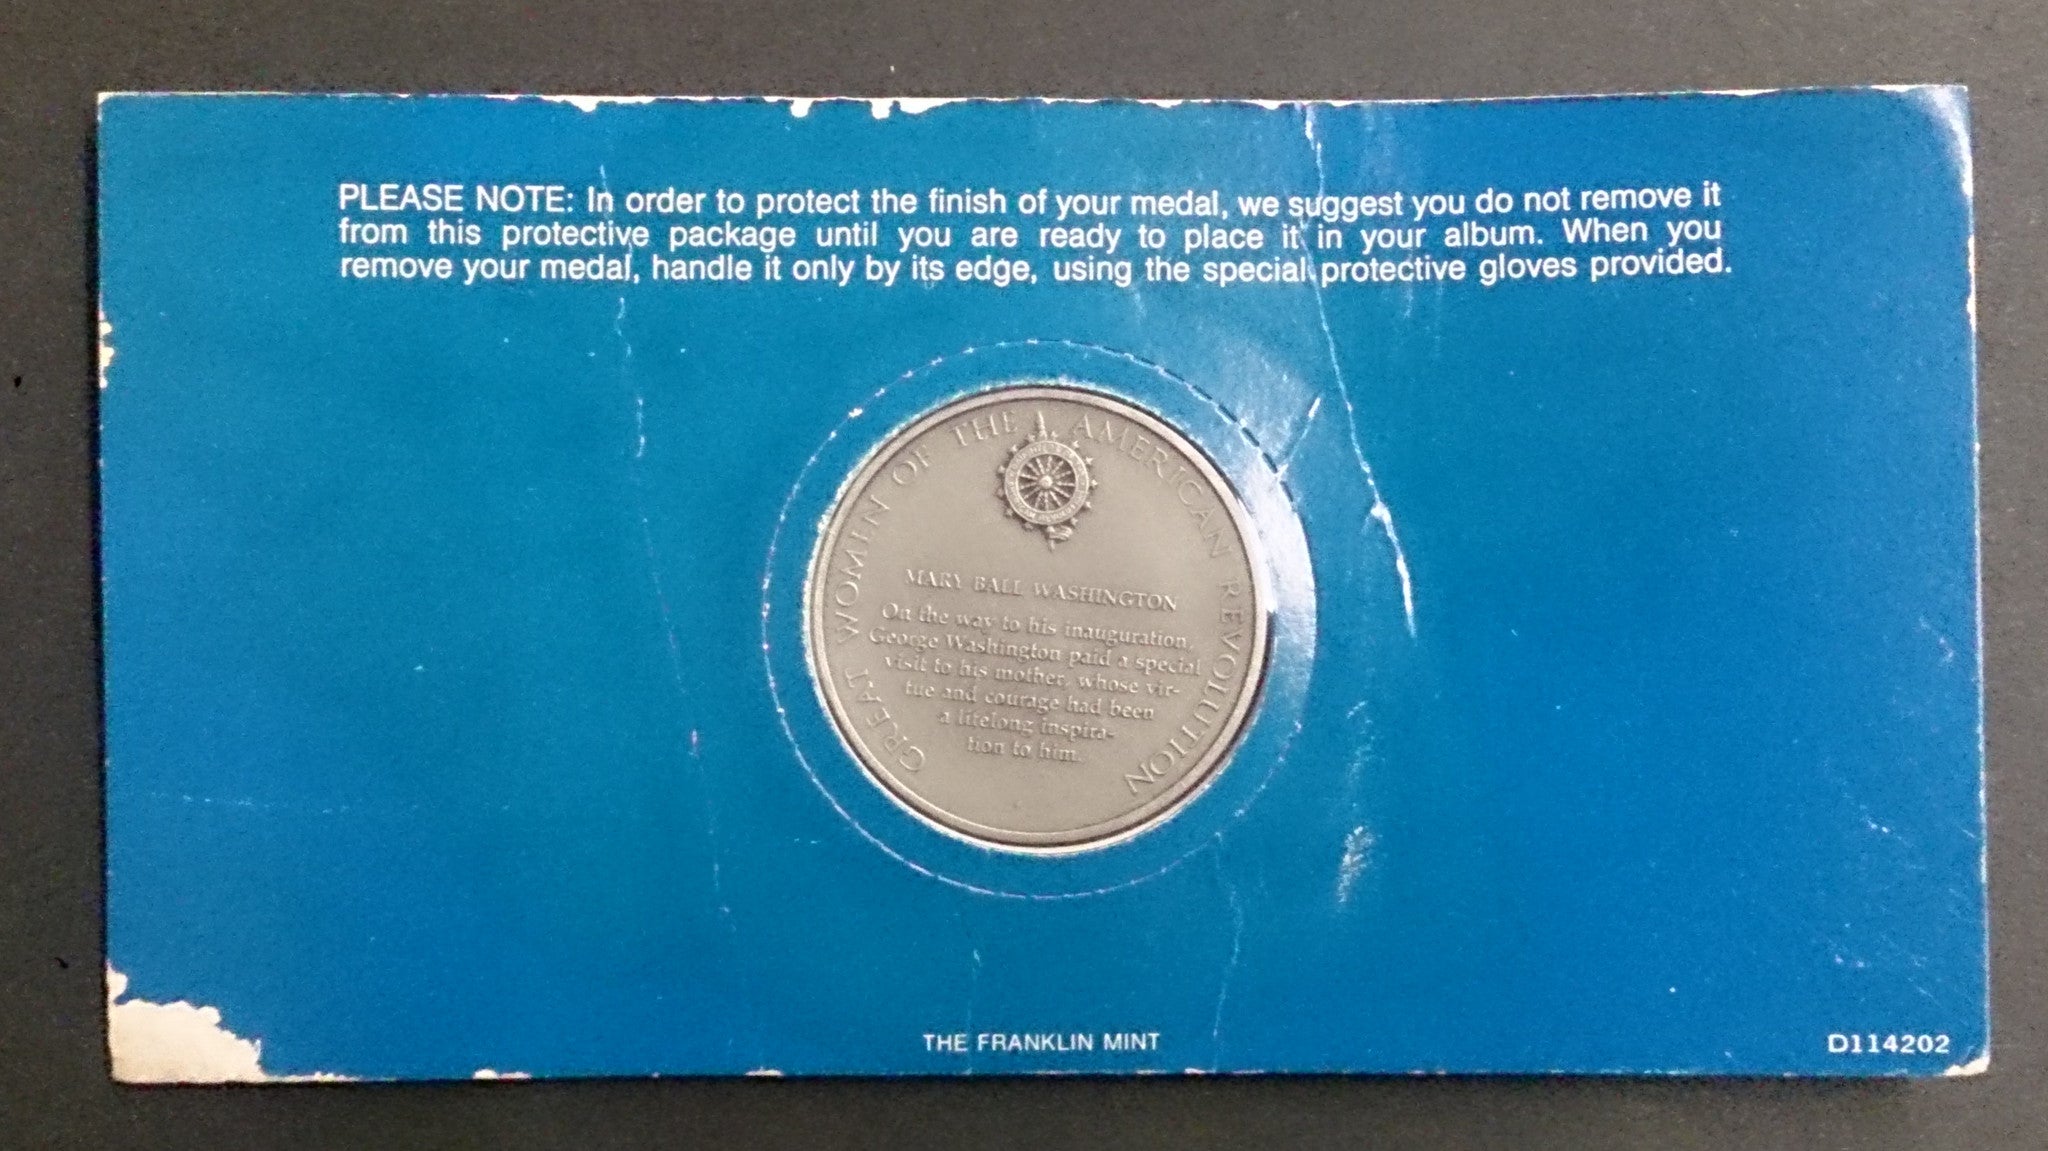 PLEASE NOTE: In order to protect the finish of your medal, we suggest you do not remove it
from this protective package until you are ready to place it in your album. When you
remove your medal, handle it only by its edge, using the special protective gloves provided.
GREAT WOMEN OF THE AMERICAN REVOLUTION
MARY BALL WASHINGTON
On the way to his inauguration,
George Washington paid a special
visit to his mother, whose vir-
tue and courage had been
a lifelong inspira-
tion to him.
THE FRANKLIN MINT
D114202